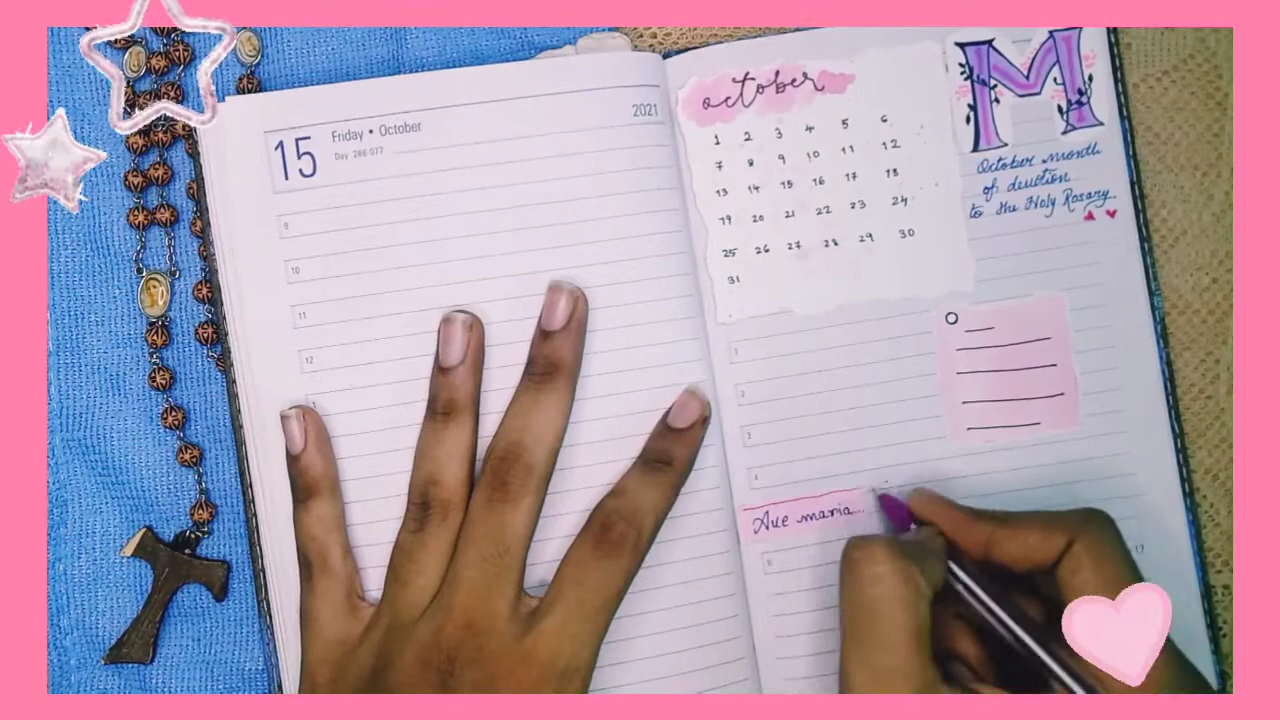 15
Friday • October
2021
9
10
11
12
1
october
1 2 3 4 5 6
7 8 9 10 11 12
13 14 15 16 17 18
19 20 21 22 23 24
25 26 27 28 29 30
31
M
October month
of devotion
to the Holy Rosary..
1
2
3
4
Ave maria...
6